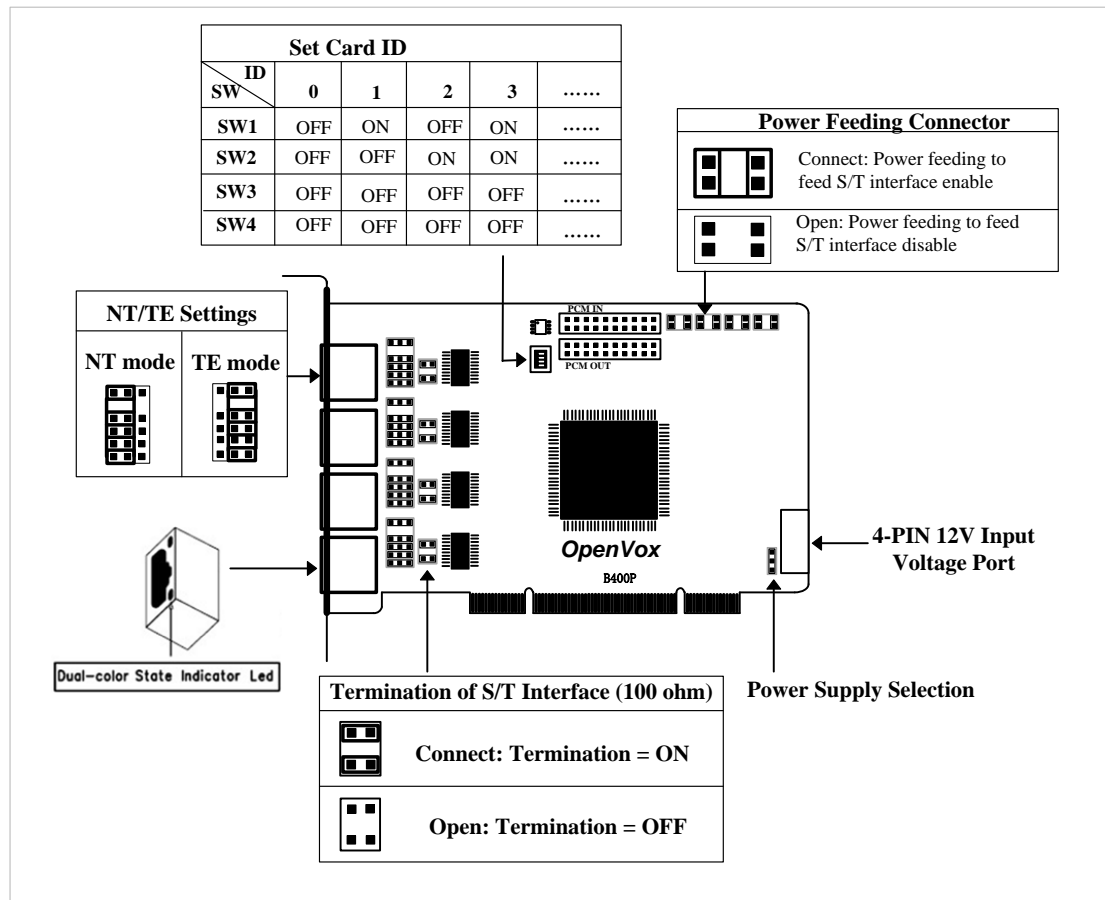 Set Card ID
ID
SW 0 1 2 3 ......
SW1 OFF ON OFF ON ......
SW2 OFF OFF ON ON ......
SW3 OFF OFF OFF OFF ......
SW4 OFF OFF OFF OFF ......
Power Feeding Connector
Connect: Power feeding to
feed S/T interface enable
Open: Power feeding to feed
S/T interface disable
NT/TE Settings
NT mode TE mode
PCM IN
PCM OUT
OpenVox
B400P
4-PIN 12V Input
Voltage Port
Dual-color State Indicator Led
Termination of S/T Interface (100 ohm)
Connect: Termination = ON
Open: Termination = OFF
Power Supply Selection